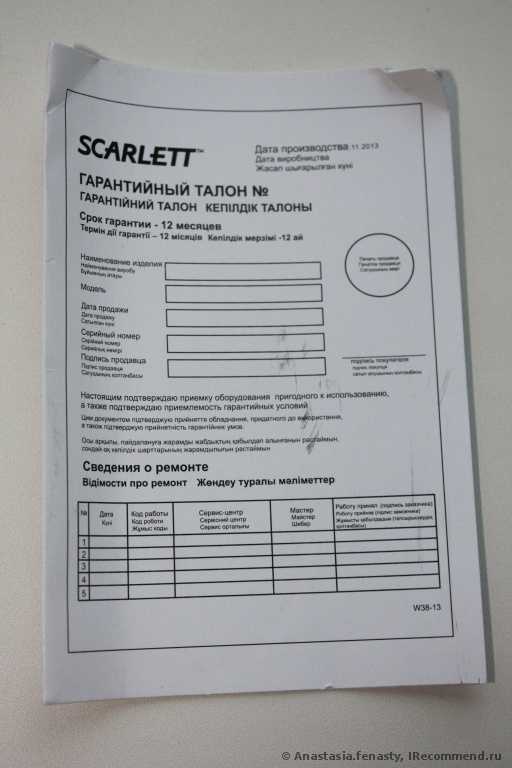 SCARLETT™
Дата производства 11.2013
Дата виробництва
Жасап шығарылған күні
ГАРАНТИЙНЫЙ ТАЛОН №
ГАРАНТІЙНИЙ ТАЛОН КЕПІЛДІК ТАЛОНЫ
Срок гарантии - 12 месяцев
Термін дії гарантії – 12 місяців Кепілдік мерзімі -12 ай
Наименование изделия
Найменування виробу
Бұйымның атауы
Печать продавца
Печатка продавця
Сатушының мөрі
Модель
Дата продажи
Дата продажу
Сатылған күні
Серийный номер
Серійний номер
Сериялық нөмірі
Подпись продавца
Підпис продавця
Сатушының қолтаңбасы
подпись покупателя
підпис покупця
сатып алушының қолтаңбасы
Настоящим подтверждаю приемку оборудования пригодного к использованию,
а также подтверждаю приемлемость гарантийных условий
Цим документом підтверджую прийняття обладнання, придатного до використання,
а також підтверджую прийнятність гарантійних умов.
Осы арқылы, пайдалануға жарамды жабдықтың қабылдап алынғанын растаймын,
сондай-ақ кепілдік шарттарының жарамдылығын растаймын
Сведения о ремонте
Відомості про ремонт Жөндеу туралы мәліметтер
№
Дата
Күні
Код работы
Код роботи
Жұмыс коды
Сервис-центр
Сервісний центр
Сервис орталығы
Мастер
Майстер
Шебер
Работу принял (подпись заказчика)
Роботу прийняв (підпис замовника)
Жұмысты қабылдаған (тапсырысшының
қолтаңбасы)
1
2
3
4
5
W38-13
© Anastasia.fenasty, IRecommend.ru